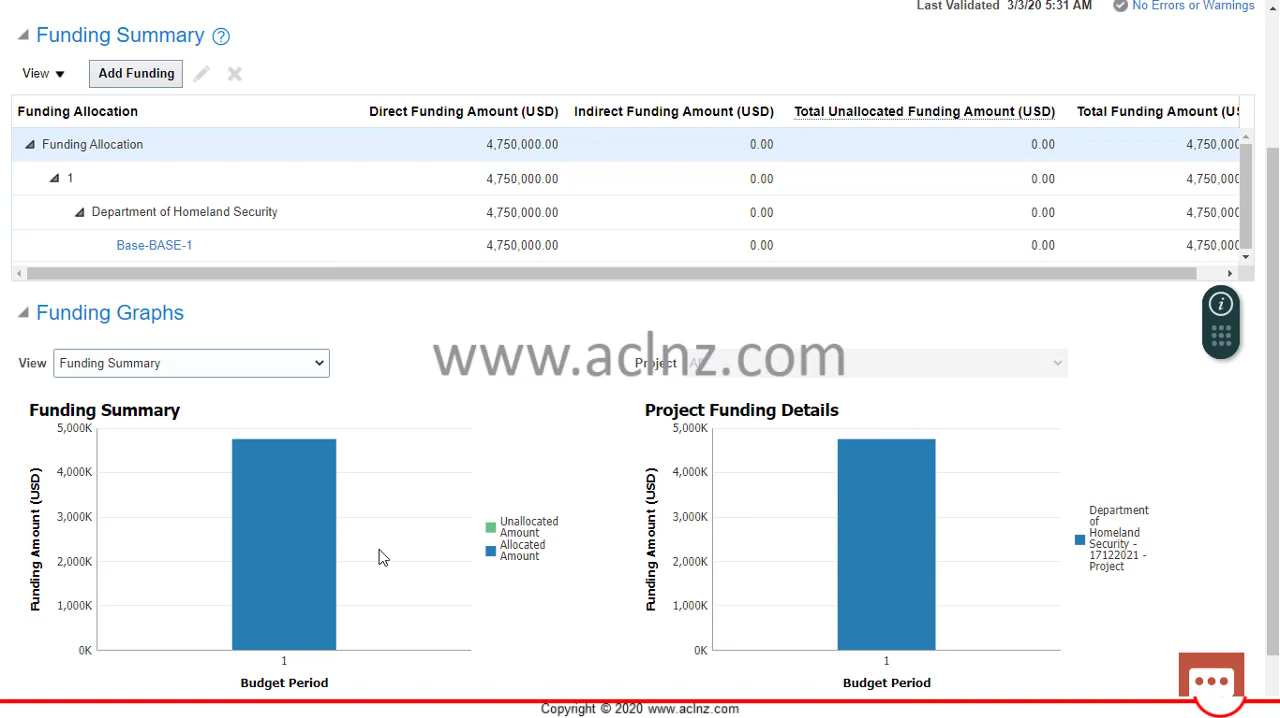 Last Validated 3/3/20 5:31 AM No Errors or Warnings
Funding Summary ?
View Add Funding
Funding Allocation Direct Funding Amount (USD) Indirect Funding Amount (USD) Total Unallocated Funding Amount (USD) Total Funding Amount (US
Funding Allocation 4,750,000.00 0.00 0.00 4,750,000
1 4,750,000.00 0.00 0.00 4,750,000
Department of Homeland Security 4,750,000.00 0.00 0.00 4,750,000
Base-BASE-1 4,750,000.00 0.00 0.00 4,750,000
Funding Graphs
View Funding Summary Project All
www.aclnz.com
Funding Summary
5,000K
4,000K
3,000K
2,000K
1,000K
0K
Funding Amount (USD)
1
Budget Period
Unallocated
Amount
Allocated
Amount
Project Funding Details
5,000K
4,000K
3,000K
2,000K
1,000K
0K
Funding Amount (USD)
1
Budget Period
Department
of
Homeland
Security -
17122021 -
Project
Copyright © 2020 www.aclnz.com